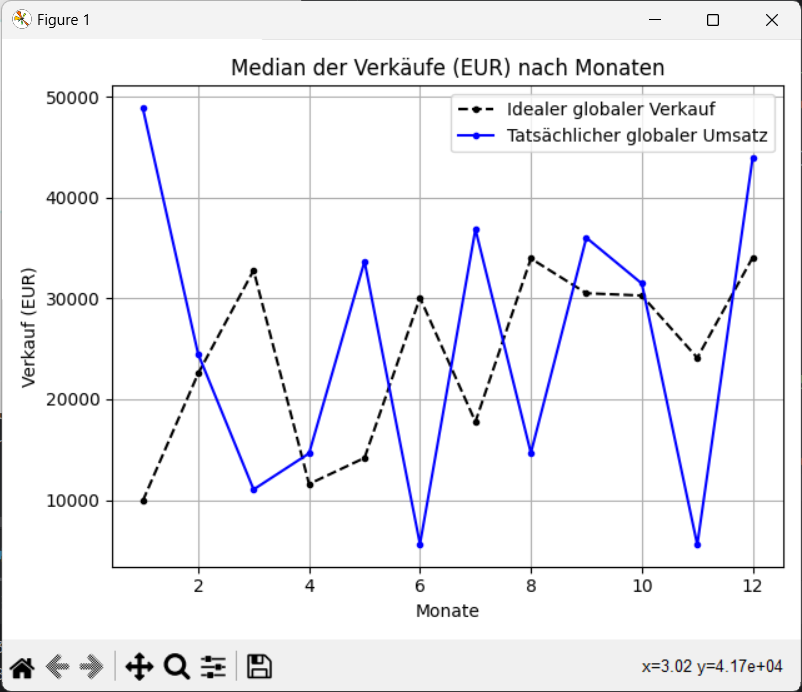 Figure 1
Median der Verkäufe (EUR) nach Monaten
Idealer globaler Verkauf
Tatsächlicher globaler Umsatz
50000
40000
30000
20000
10000
Verkauf (EUR)
2 4 6 8 10 12
Monate
x=3.02 y=4.17e+04